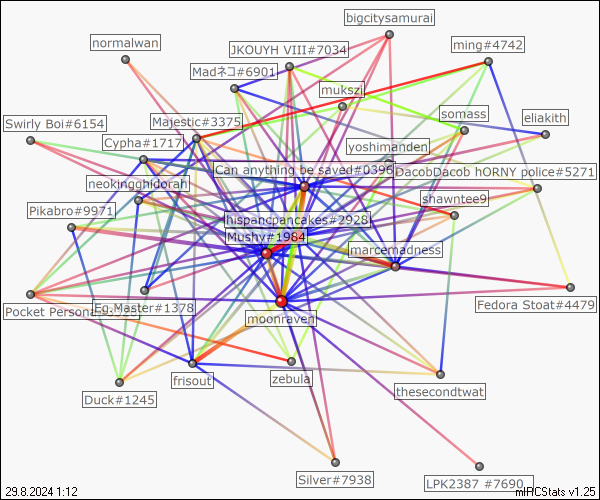 bigcitysamurai
normalwan
JKOUYH VIII#7034
ming#4742
Madネコ#6901
mukszi
somass
Swirly Boi#6154
Majestic#3375
eliakith
Cypha#1717
yoshimanden
Can anything be saved#0396
DacobDacob hORNY police#5271
neokingghidorah
shawntee9
Pikabro#9971
hispancpancakes#2928
Mushy#1984
marcemadness
Pocket Persona
Eg Master#1378
Fedora Stoat#4479
moonraven
frisout
zebula
thesecondtwat
Duck#1245
Silver#7938
LPK2387 #7690
29.8.2024 1:12
mIRCStats v1.25